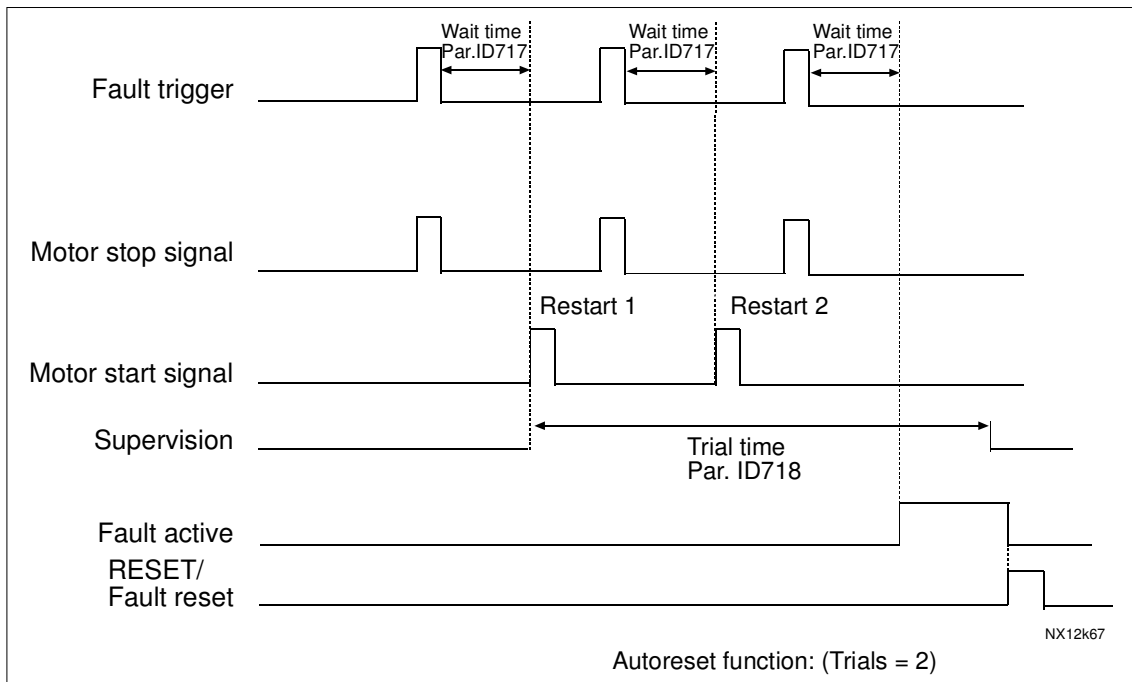 Wait time
Par.ID717
Wait time
Par.ID717
Wait time
Par.ID717
Fault trigger
Motor stop signal
Restart 1
Restart 2
Motor start signal
Supervision
Trial time
Par. ID718
Fault active
RESET/
Fault reset
NX12k67
Autoreset function: (Trials = 2)